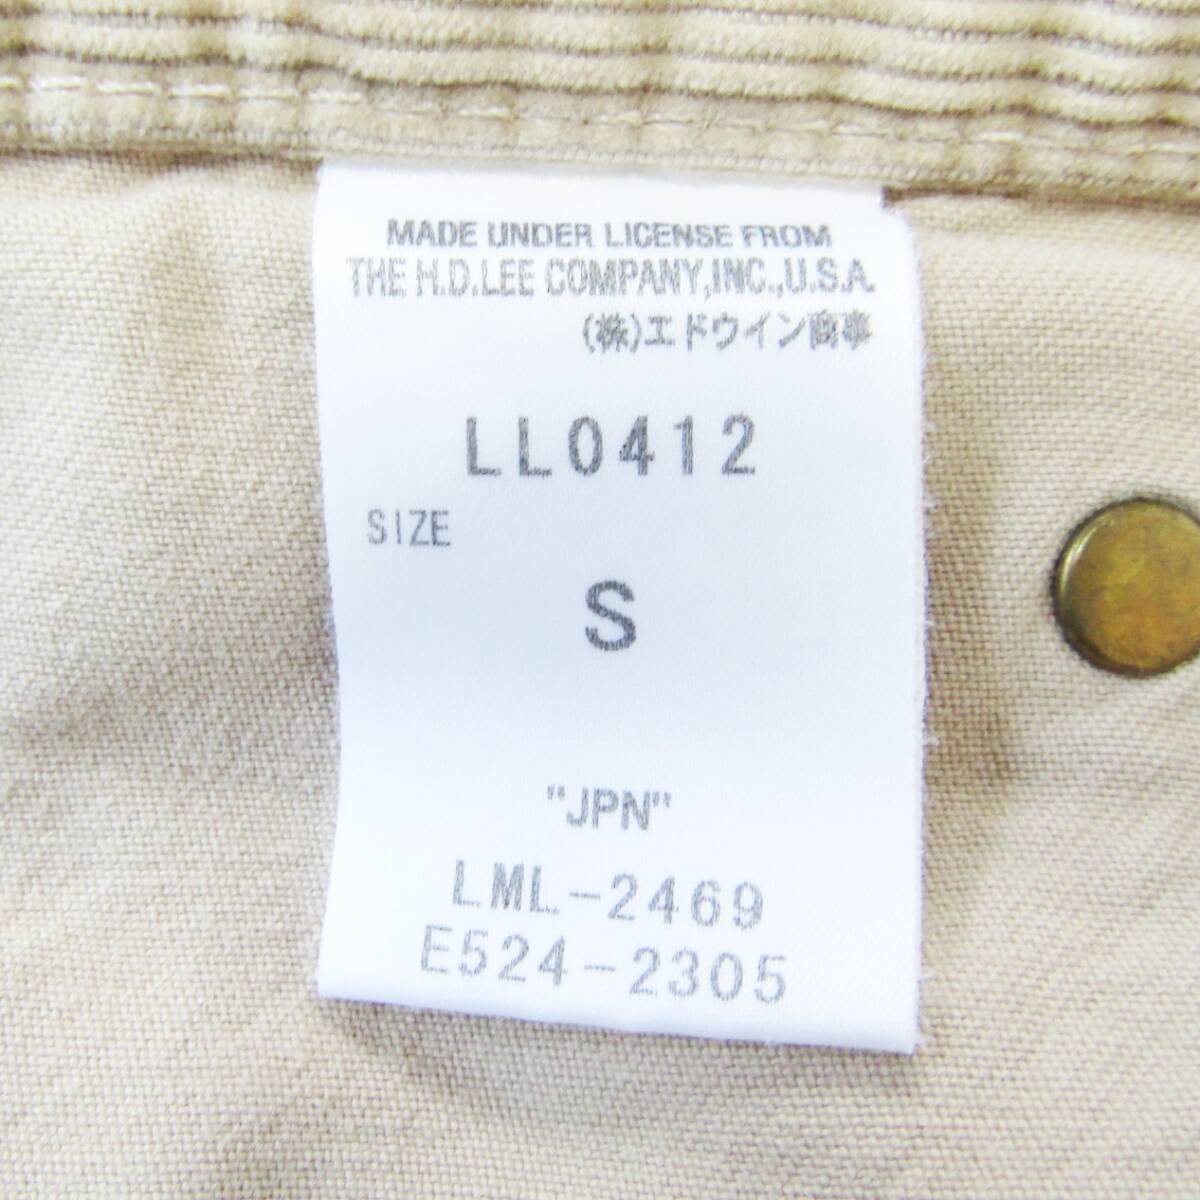 MADE UNDER LICENSE FROM
THE H.D.LEE COMPANY,INC.,U.S.A.
(株)エドウイン商事
LL0412
SIZE
S
"JPN"
LML-2469
E524-2305